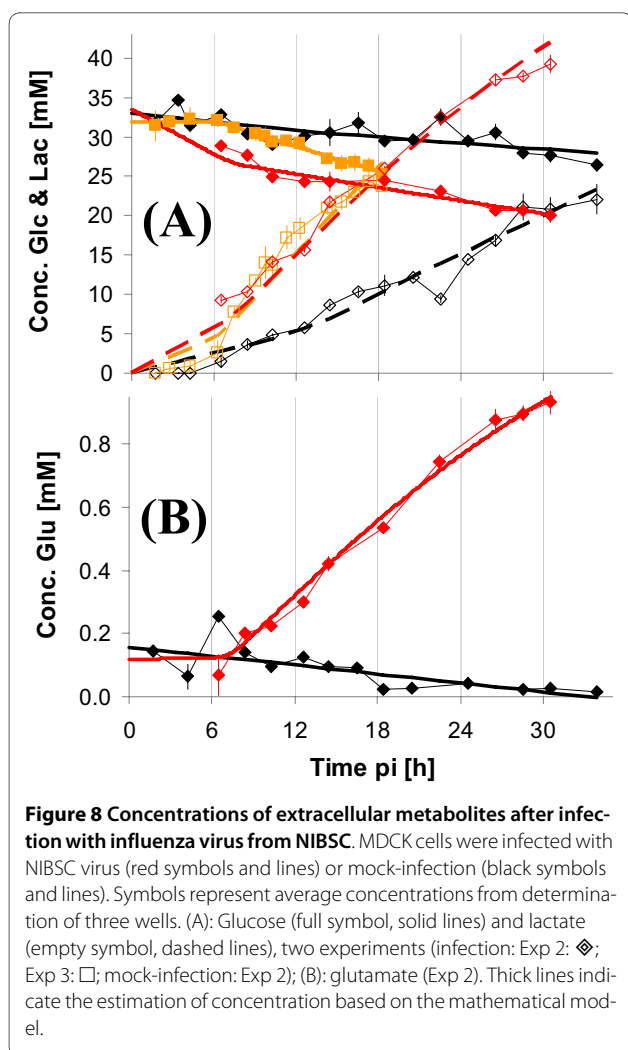 40
35
30
25
20
15
10
5
0
Conc. Glc & Lac [mM]
(A)
0.8
0.6
0.4
0.2
0.0
Conc. Glu [mM]
(B)
0 6 12 18 24 30
Time pi [h]
Figure 8 Concentrations of extracellular metabolites after infec-
tion with influenza virus from NIBSC. MDCK cells were infected with
NIBSC virus (red symbols and lines) or mock-infection (black symbols
and lines). Symbols represent average concentrations from determina-
tion of three wells. (A): Glucose (full symbol, solid lines) and lactate
(empty symbol, dashed lines), two experiments (infection: Exp 2: ◈;
Exp 3: □; mock-infection: Exp 2); (B): glutamate (Exp 2). Thick lines indi-
cate the estimation of concentration based on the mathematical mod-
el.